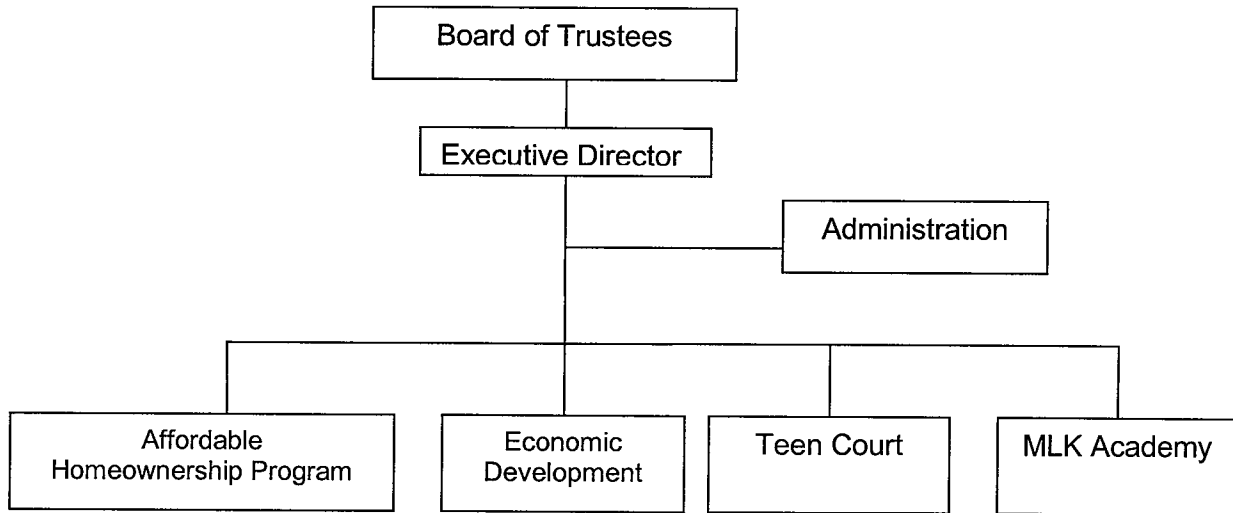 Board of Trustees
Executive Director
Administration
Affordable
Homeownership Program
Economic
Development
Teen Court
MLK Academy